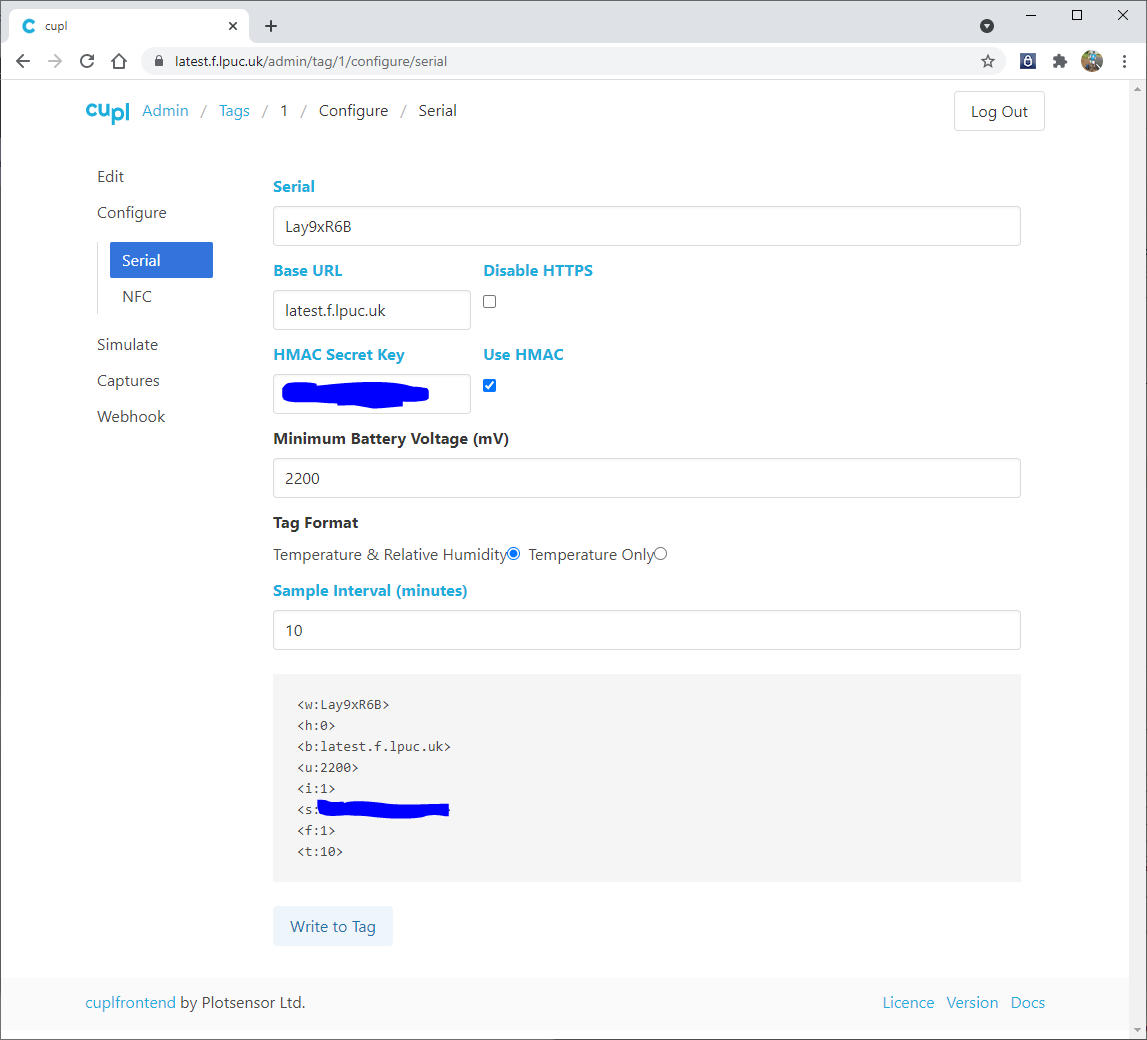 cupl
latest.f.lpuc.uk/admin/tag/1/configure/serial
cupl Admin / Tags / 1 / Configure / Serial
Log Out
Edit
Configure
Serial
NFC
Simulate
Captures
Webhook
Serial
Lay9xR6B
Base URL Disable HTTPS
latest.f.lpuc.uk
HMAC Secret Key Use HMAC
Minimum Battery Voltage (mV)
2200
Tag Format
Temperature & Relative Humidity Temperature Only
Sample Interval (minutes)
10
<w:Lay9xR6B>
<h:0>
<b:latest.f.lpuc.uk>
<u:2200>
<i:1>
<s:
<f:1>
<t:10>
Write to Tag
cuplfrontend by Plotsensor Ltd.
Licence Version Docs